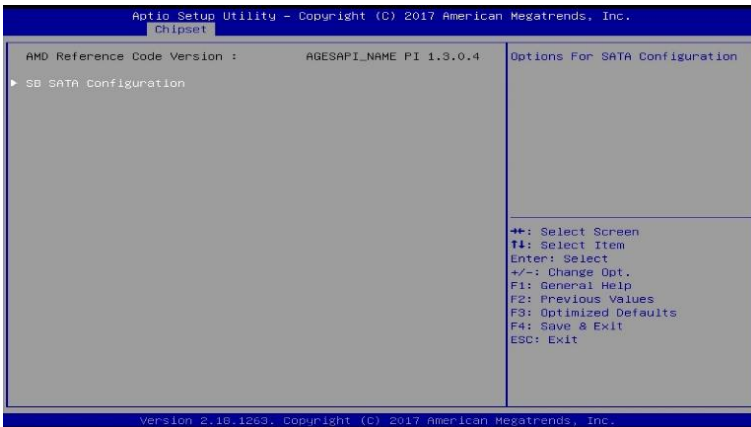 Aptio Setup Utility – Copyright (C) 2017 American Megatrends, Inc.
Chipset
AMD Reference Code Version : AGESAPI_NAME PI 1.3.0.4
SB SATA Configuration
Options For SATA Configuration
→←: Select Screen
↑↓: Select Item
Enter: Select
+/-: Change Opt.
F1: General Help
F2: Previous Values
F3: Optimized Defaults
F4: Save & Exit
ESC: Exit
Version 2.18.1263. Copyright (C) 2017 American Megatrends, Inc.